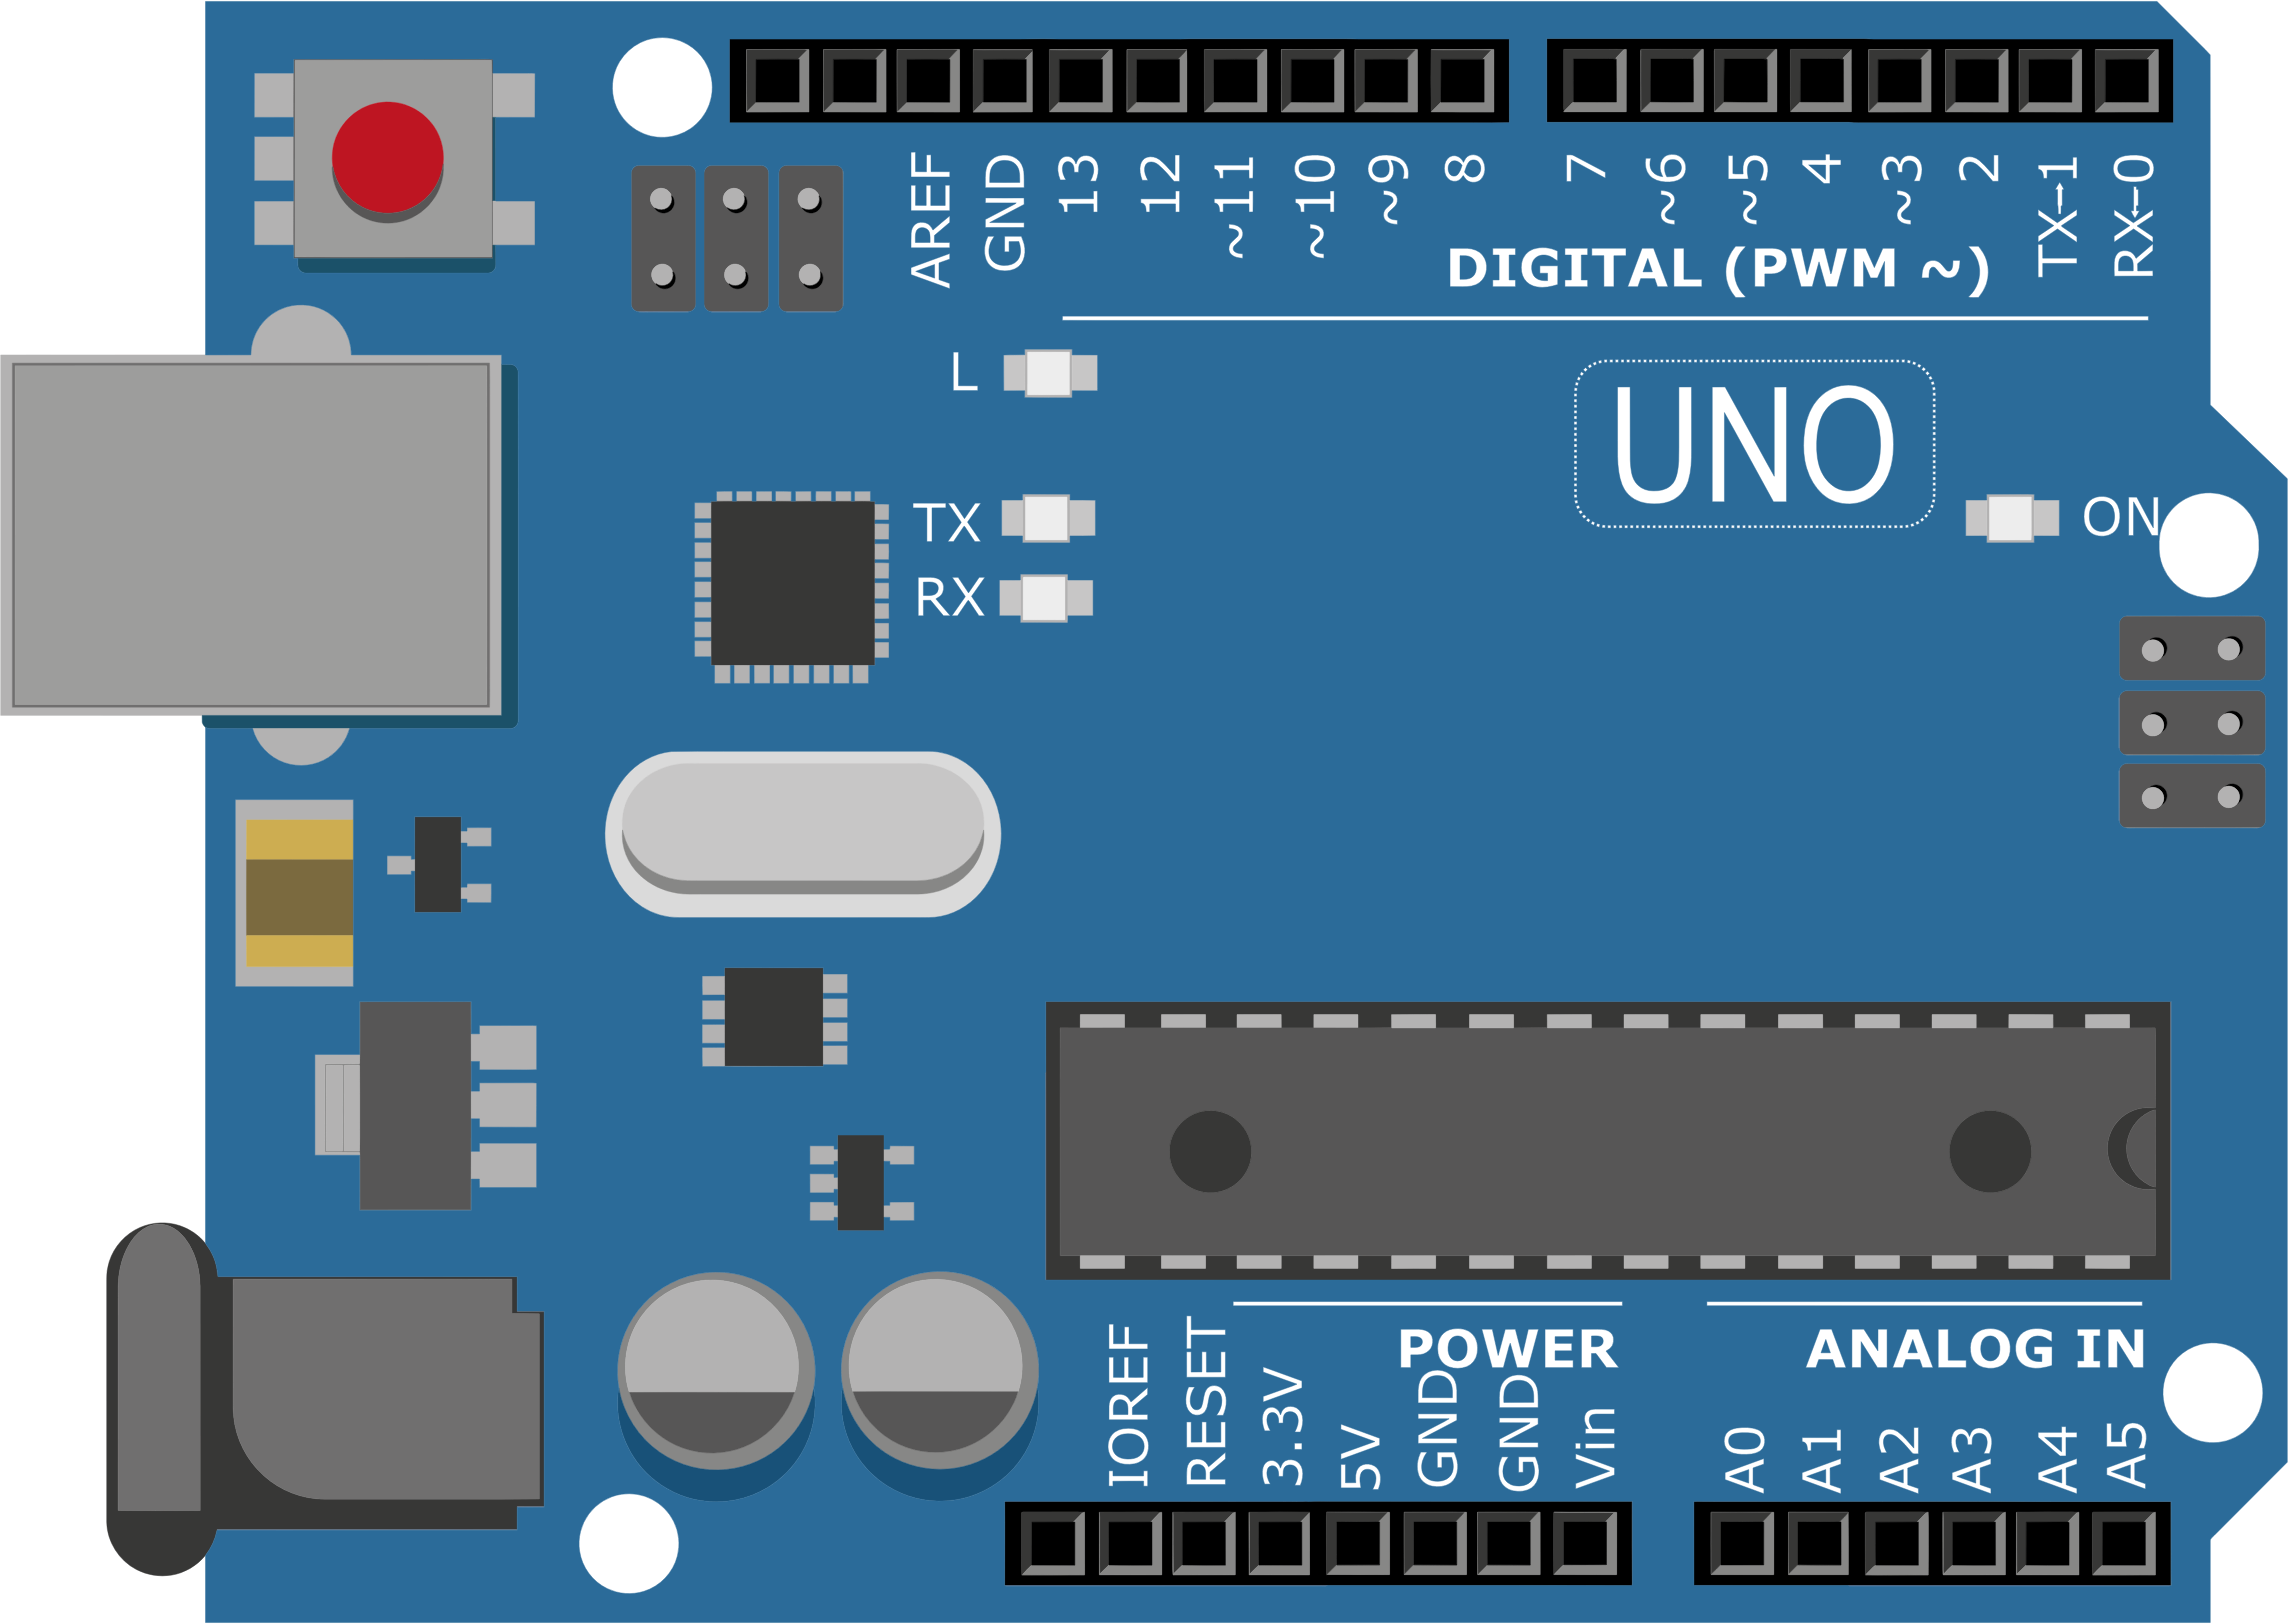 AREF
GND
13
12
~11
~10
~9
8
7
~6
~5
4
~3
2
TX→1
RX←0
DIGITAL (PWM ~)
L
UNO
TX
ON
RX
POWER
ANALOG IN
IOREF
RESET
3.3V
5V
GND
GND
Vin
A0
A1
A2
A3
A4
A5